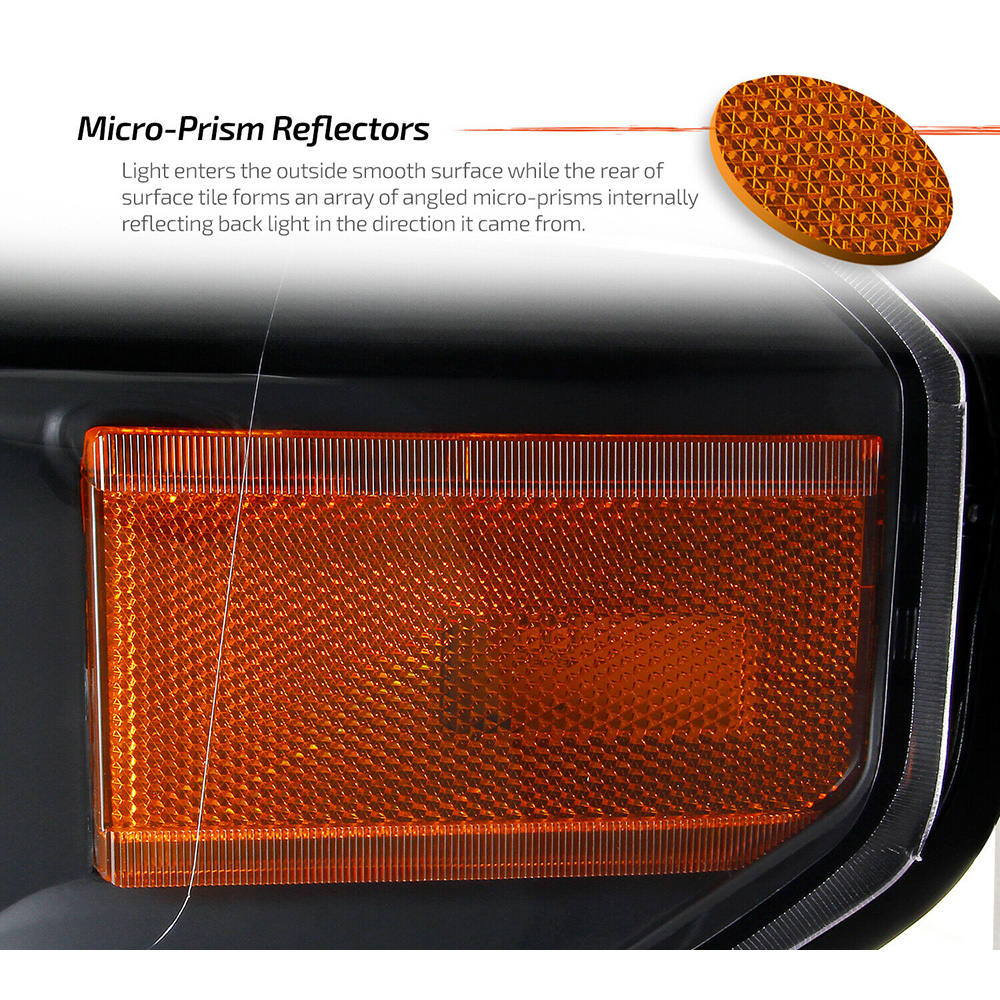 Micro-Prism Reflectors
Light enters the outside smooth surface while the rear of
surface tile forms an array of angled micro-prisms internally
reflecting back light in the direction it came from.